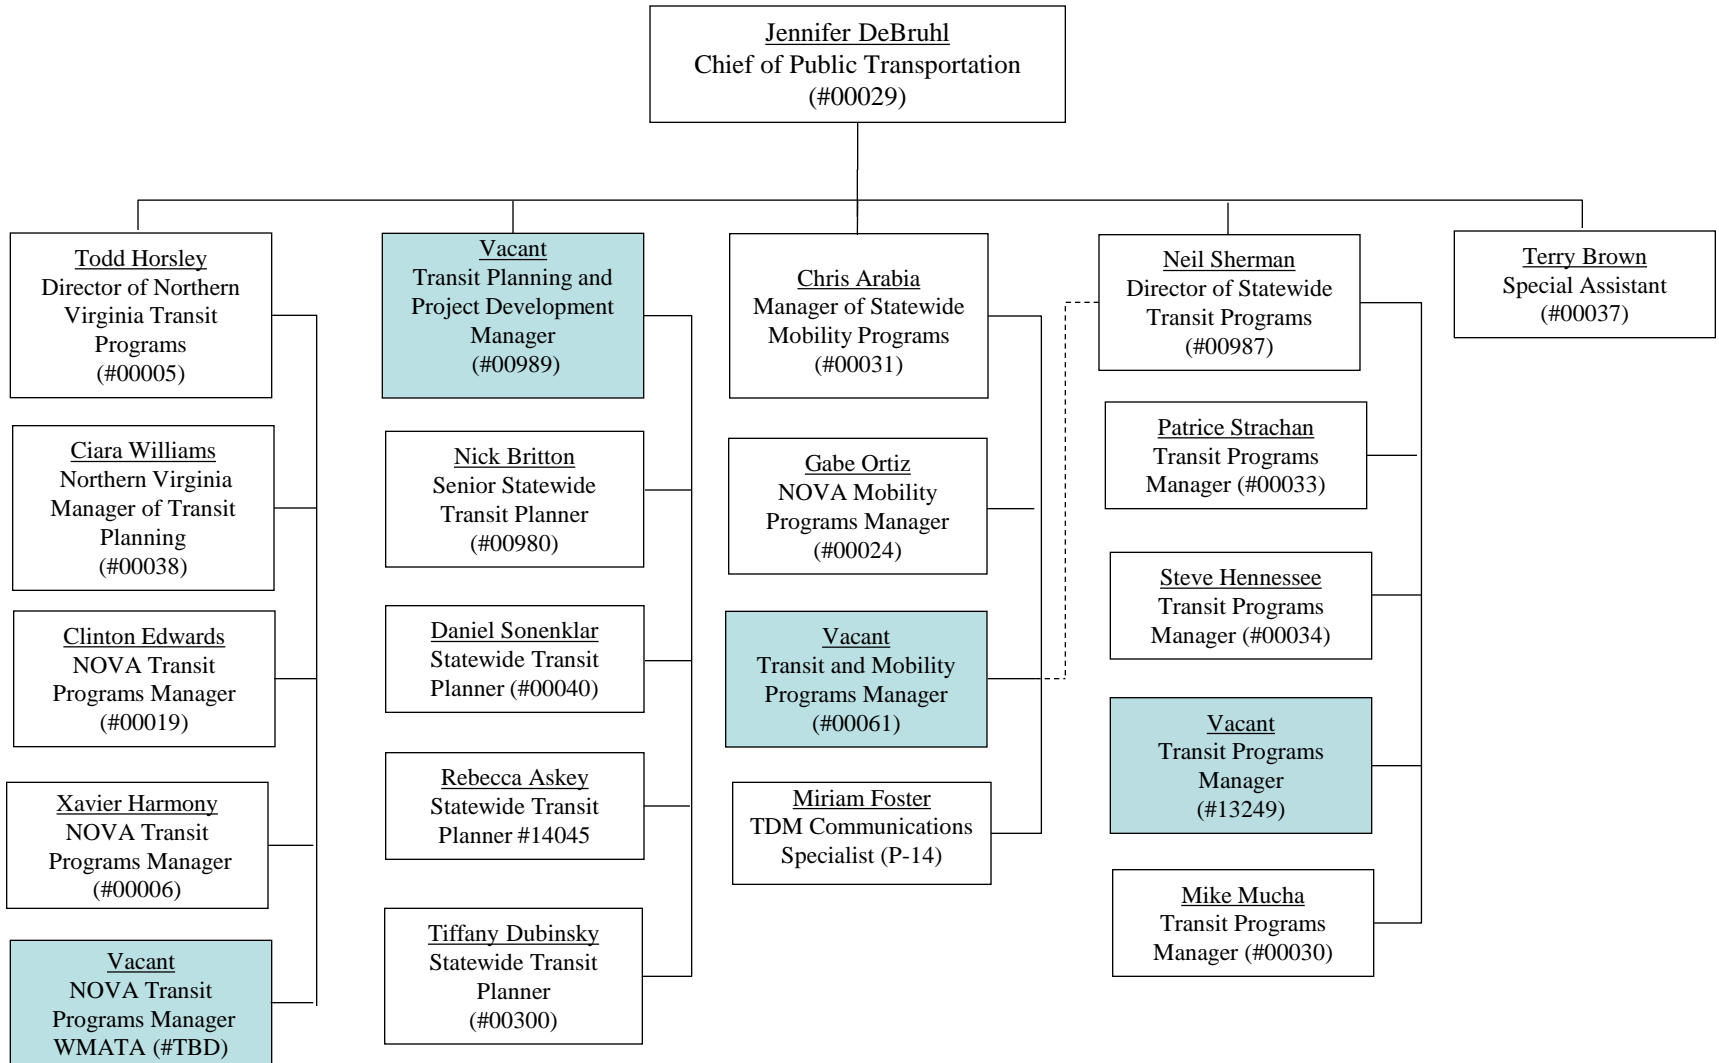 Jennifer DeBruhl
Chief of Public Transportation
(#00029)
Todd Horsley
Director of Northern
Virginia Transit
Programs
(#00005)
Ciara Williams
Northern Virginia
Manager of Transit
Planning
(#00038)
Clinton Edwards
NOVA Transit
Programs Manager
(#00019)
Xavier Harmony
NOVA Transit
Programs Manager
(#00006)
Vacant
NOVA Transit
Programs Manager
WMATA (#TBD)
Vacant
Transit Planning and
Project Development
Manager
(#00989)
Nick Britton
Senior Statewide
Transit Planner
(#00980)
Daniel Sonenklar
Statewide Transit
Planner (#00040)
Rebecca Askey
Statewide Transit
Planner #14045
Tiffany Dubinsky
Statewide Transit
Planner
(#00300)
Chris Arabia
Manager of Statewide
Mobility Programs
(#00031)
Gabe Ortiz
NOVA Mobility
Programs Manager
(#00024)
Vacant
Transit and Mobility
Programs Manager
(#00061)
Miriam Foster
TDM Communications
Specialist (P-14)
Neil Sherman
Director of Statewide
Transit Programs
(#00987)
Patrice Strachan
Transit Programs
Manager (#00033)
Steve Hennessee
Transit Programs
Manager (#00034)
Vacant
Transit Programs
Manager
(#13249)
Mike Mucha
Transit Programs
Manager (#00030)
Terry Brown
Special Assistant
(#00037)